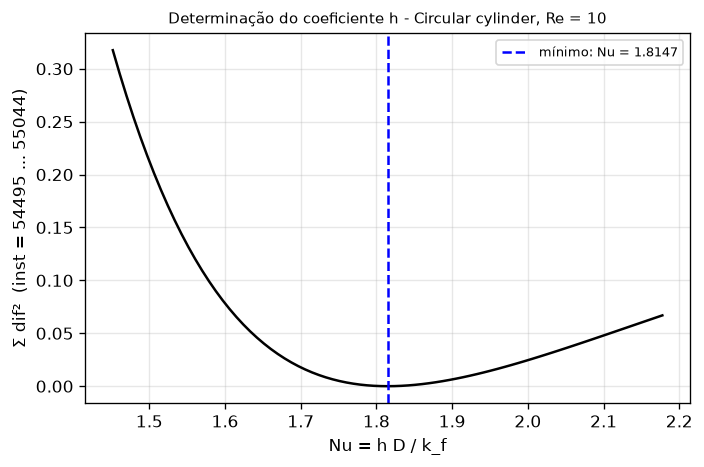 Determinação do coeficiente h - Circular cylinder, Re = 10
mínimo: Nu = 1.8147
Σ dif² (inst = 54495 ... 55044)
0.30
0.25
0.20
0.15
0.10
0.05
0.00
1.5 1.6 1.7 1.8 1.9 2.0 2.1 2.2
Nu = h D / k_f